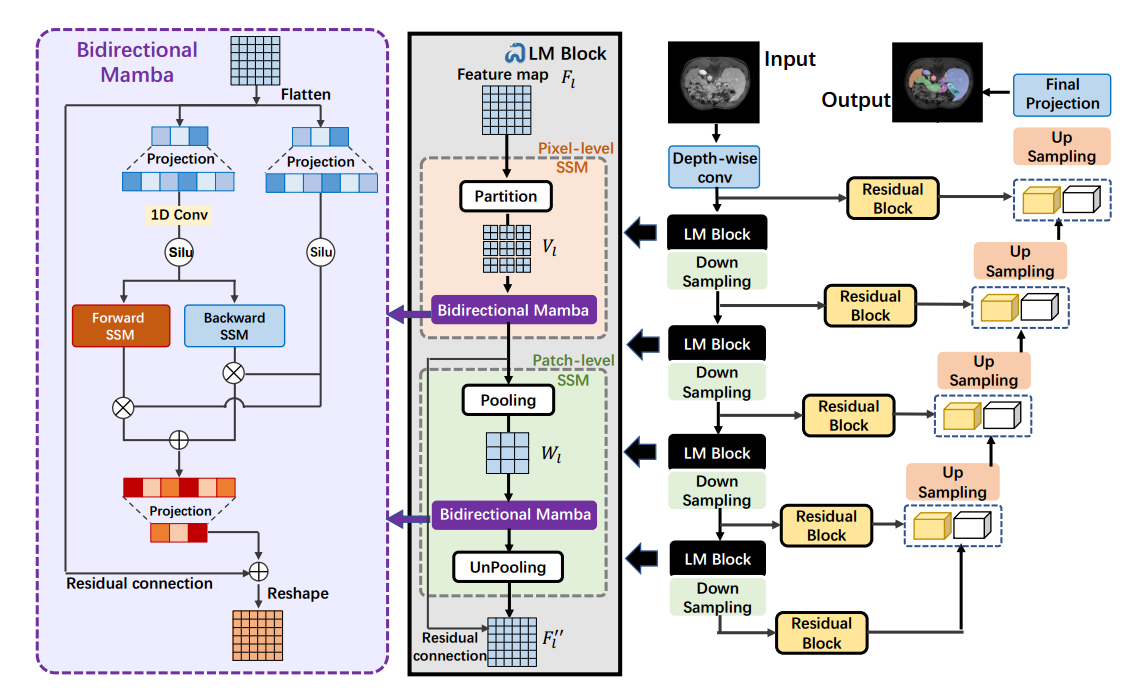 Bidirectional
Mamba
Flatten
Projection
Projection
1D Conv
Silu
Silu
Forward
SSM
Backward
SSM
Projection
Residual connection
Reshape
LM Block
Feature map F_l
Pixel-level
SSM
Partition
V_l
Bidirectional Mamba
Patch-level
SSM
Pooling
W_l
Bidirectional Mamba
UnPooling
Residual
connection
F_l''
Input
Output
Final
Projection
Depth-wise
conv
Residual
Block
Up
Sampling
LM Block
Down
Sampling
Residual
Block
Up
Sampling
LM Block
Down
Sampling
Residual
Block
Up
Sampling
LM Block
Down
Sampling
Residual
Block
Up
Sampling
LM Block
Down
Sampling
Residual
Block